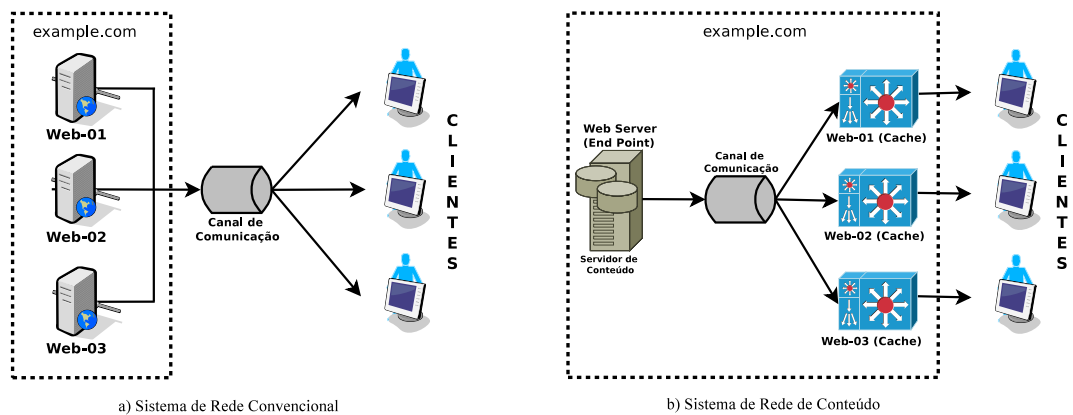 example.com
Web-01
Web-02
Web-03
Canal de
Comunicação
CLIENTES
a) Sistema de Rede Convencional
example.com
Web Server
(End Point)
Servidor de
Conteúdo
Canal de
Comunicação
Web-01 (Cache)
Web-02 (Cache)
Web-03 (Cache)
CLIENTES
b) Sistema de Rede de Conteúdo